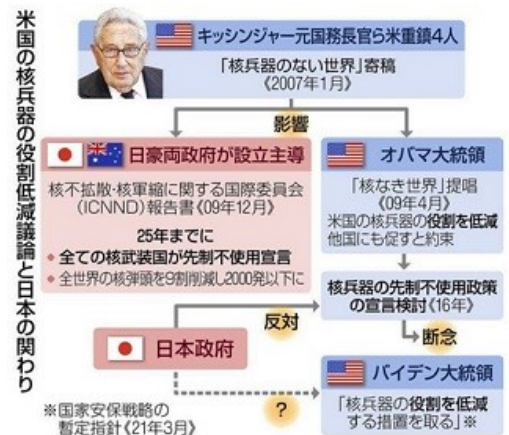 米国の核兵器の役割低減議論と日本の関わり
キッシンジャー元国務長官ら米重鎮4人
「核兵器のない世界」寄稿
《2007年1月》
影響
日豪両政府が設立主導
核不拡散・核軍縮に関する国際委員会
(ICNND)報告書《09年12月》
25年までに
● 全ての核武装国が先制不使用宣言
● 全世界の核弾頭を9割削減し2000発以下に
オバマ大統領
「核なき世界」提唱
《09年4月》
米国の核兵器の役割を低減
他国にも促すと約束
核兵器の先制不使用政策
の宣言検討《16年》
反対
断念
日本政府
バイデン大統領
「核兵器の役割を低減
する措置を取る」※
?
※国家安保戦略の
暫定指針《21年3月》